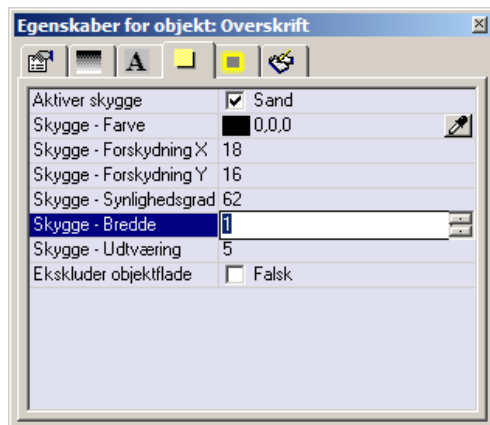 Egenskaber for objekt: Overskrift
A
Aktiver skygge Sand
Skygge - Farve 0,0,0
Skygge - Forskydning X 18
Skygge - Forskydning Y 16
Skygge - Synlighedsgrad 62
Skygge - Bredde 1
Skygge - Udtværing 5
Ekskluder objektflade Falsk